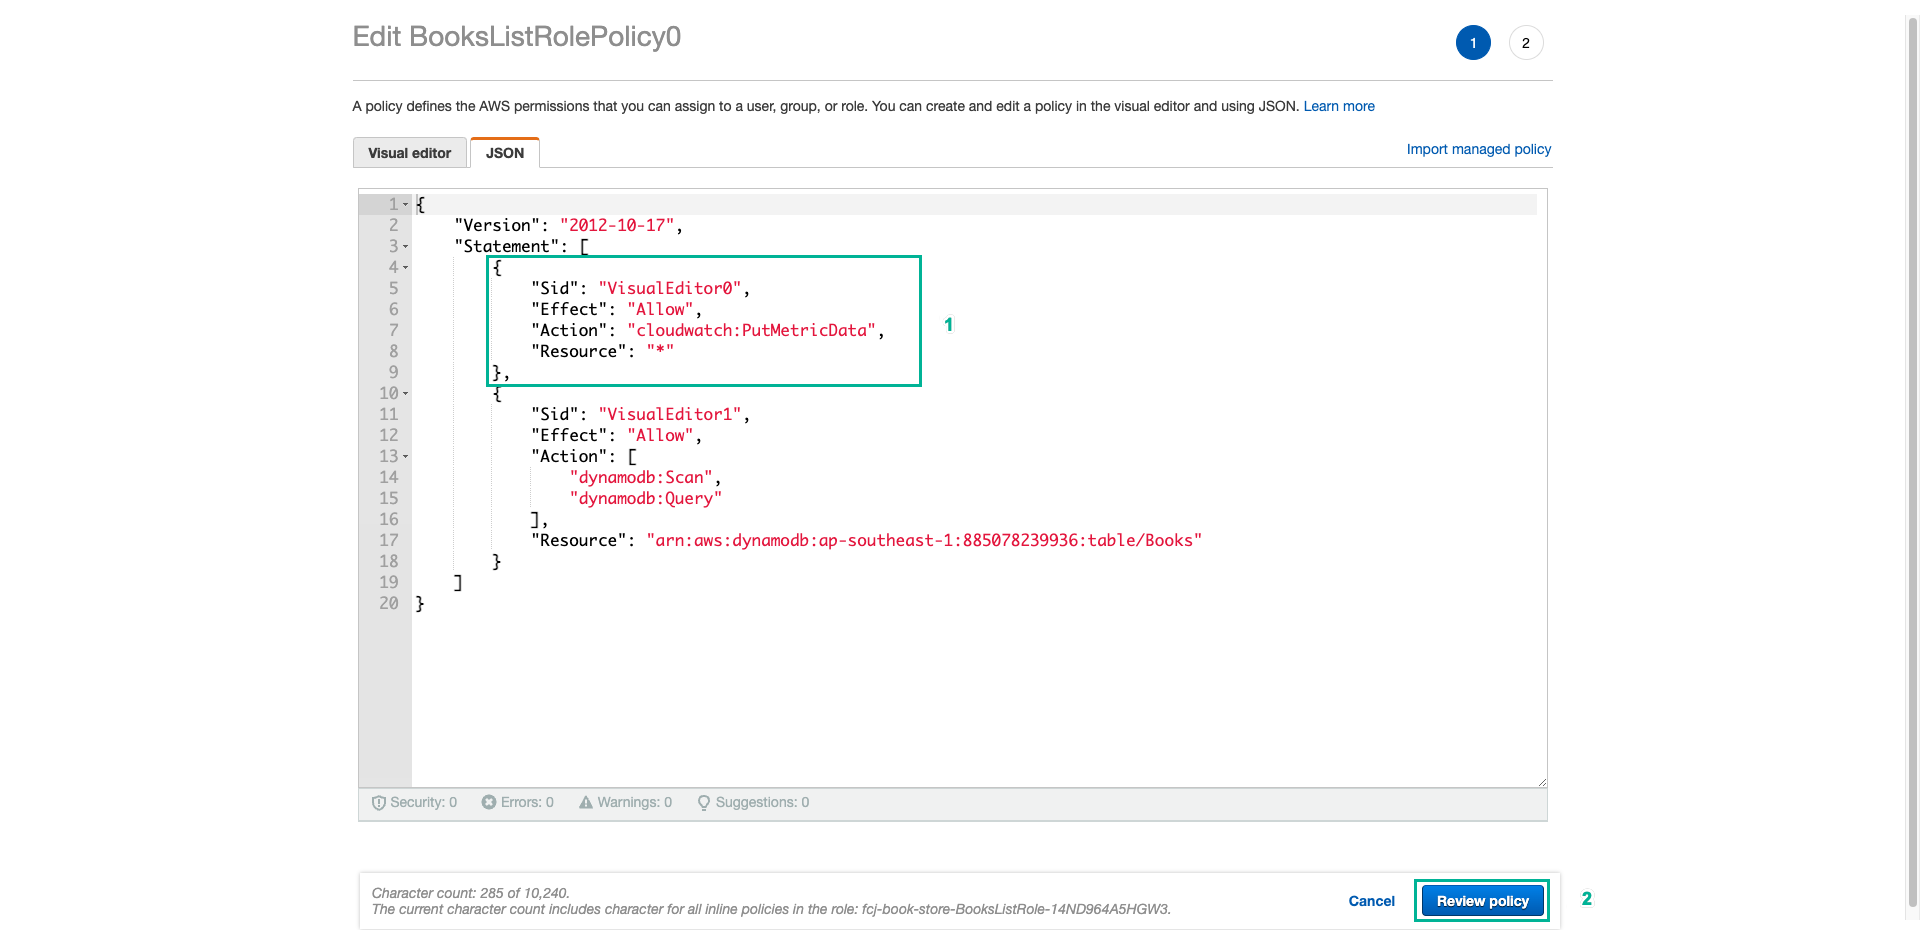 Edit BooksListRolePolicy0
1
2
A policy defines the AWS permissions that you can assign to a user, group, or role. You can create and edit a policy in the visual editor and using JSON. Learn more
Visual editor
JSON
Import managed policy
1 {
2 "Version": "2012-10-17",
3 "Statement": [
4 {
5 "Sid": "VisualEditor0",
6 "Effect": "Allow",
7 "Action": "cloudwatch:PutMetricData",
8 "Resource": "*"
9 },
1
10 {
11 "Sid": "VisualEditor1",
12 "Effect": "Allow",
13 "Action": [
14 "dynamodb:Scan",
15 "dynamodb:Query"
16 ],
17 "Resource": "arn:aws:dynamodb:ap-southeast-1:885078239936:table/Books"
18 }
19 ]
20 }
Security: 0 Errors: 0 Warnings: 0 Suggestions: 0
Character count: 285 of 10,240.
The current character count includes character for all inline policies in the role: fcj-book-store-BooksListRole-14ND964A5HGW3.
Cancel
Review policy
2